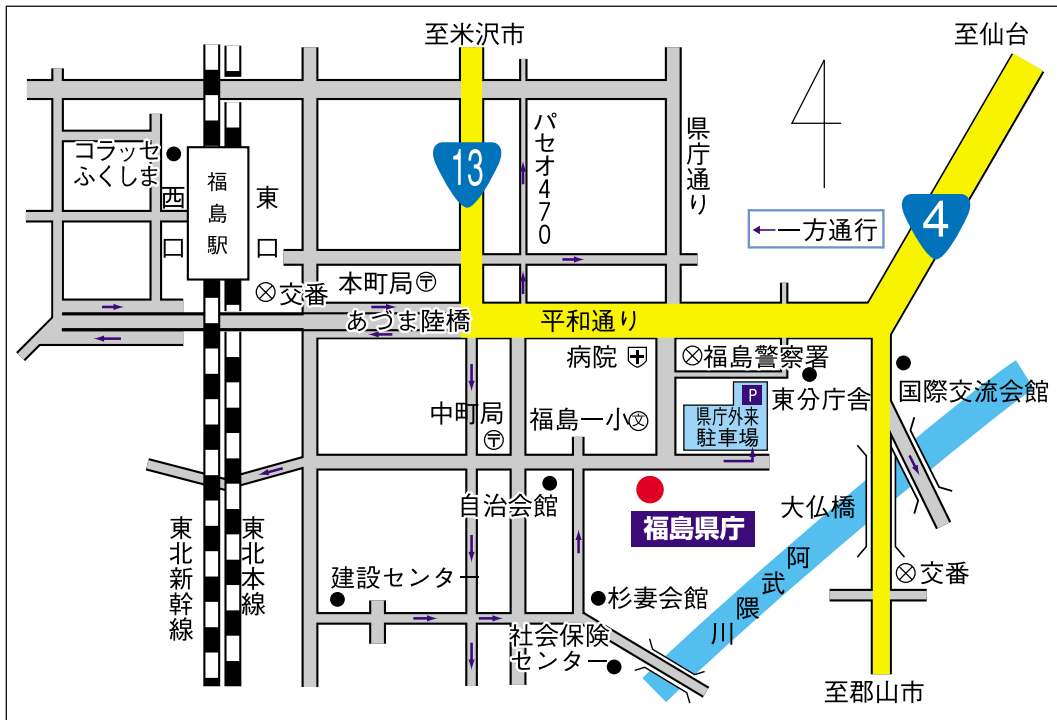 至米沢市
至仙台
コラッセ
ふくしま
西口
福島駅
東口
13
パセオ470
県庁通り
4
4
←一方通行
交番
本町局〒
あづま陸橋
平和通り
病院
福島警察署
東分庁舎
国際交流会館
P
県庁外来
駐車場
中町局
〒
福島一小文
自治会館
福島県庁
大仏橋
阿武隈川
東北新幹線
東北本線
建設センター
杉妻会館
交番
社会保険
センター
至郡山市